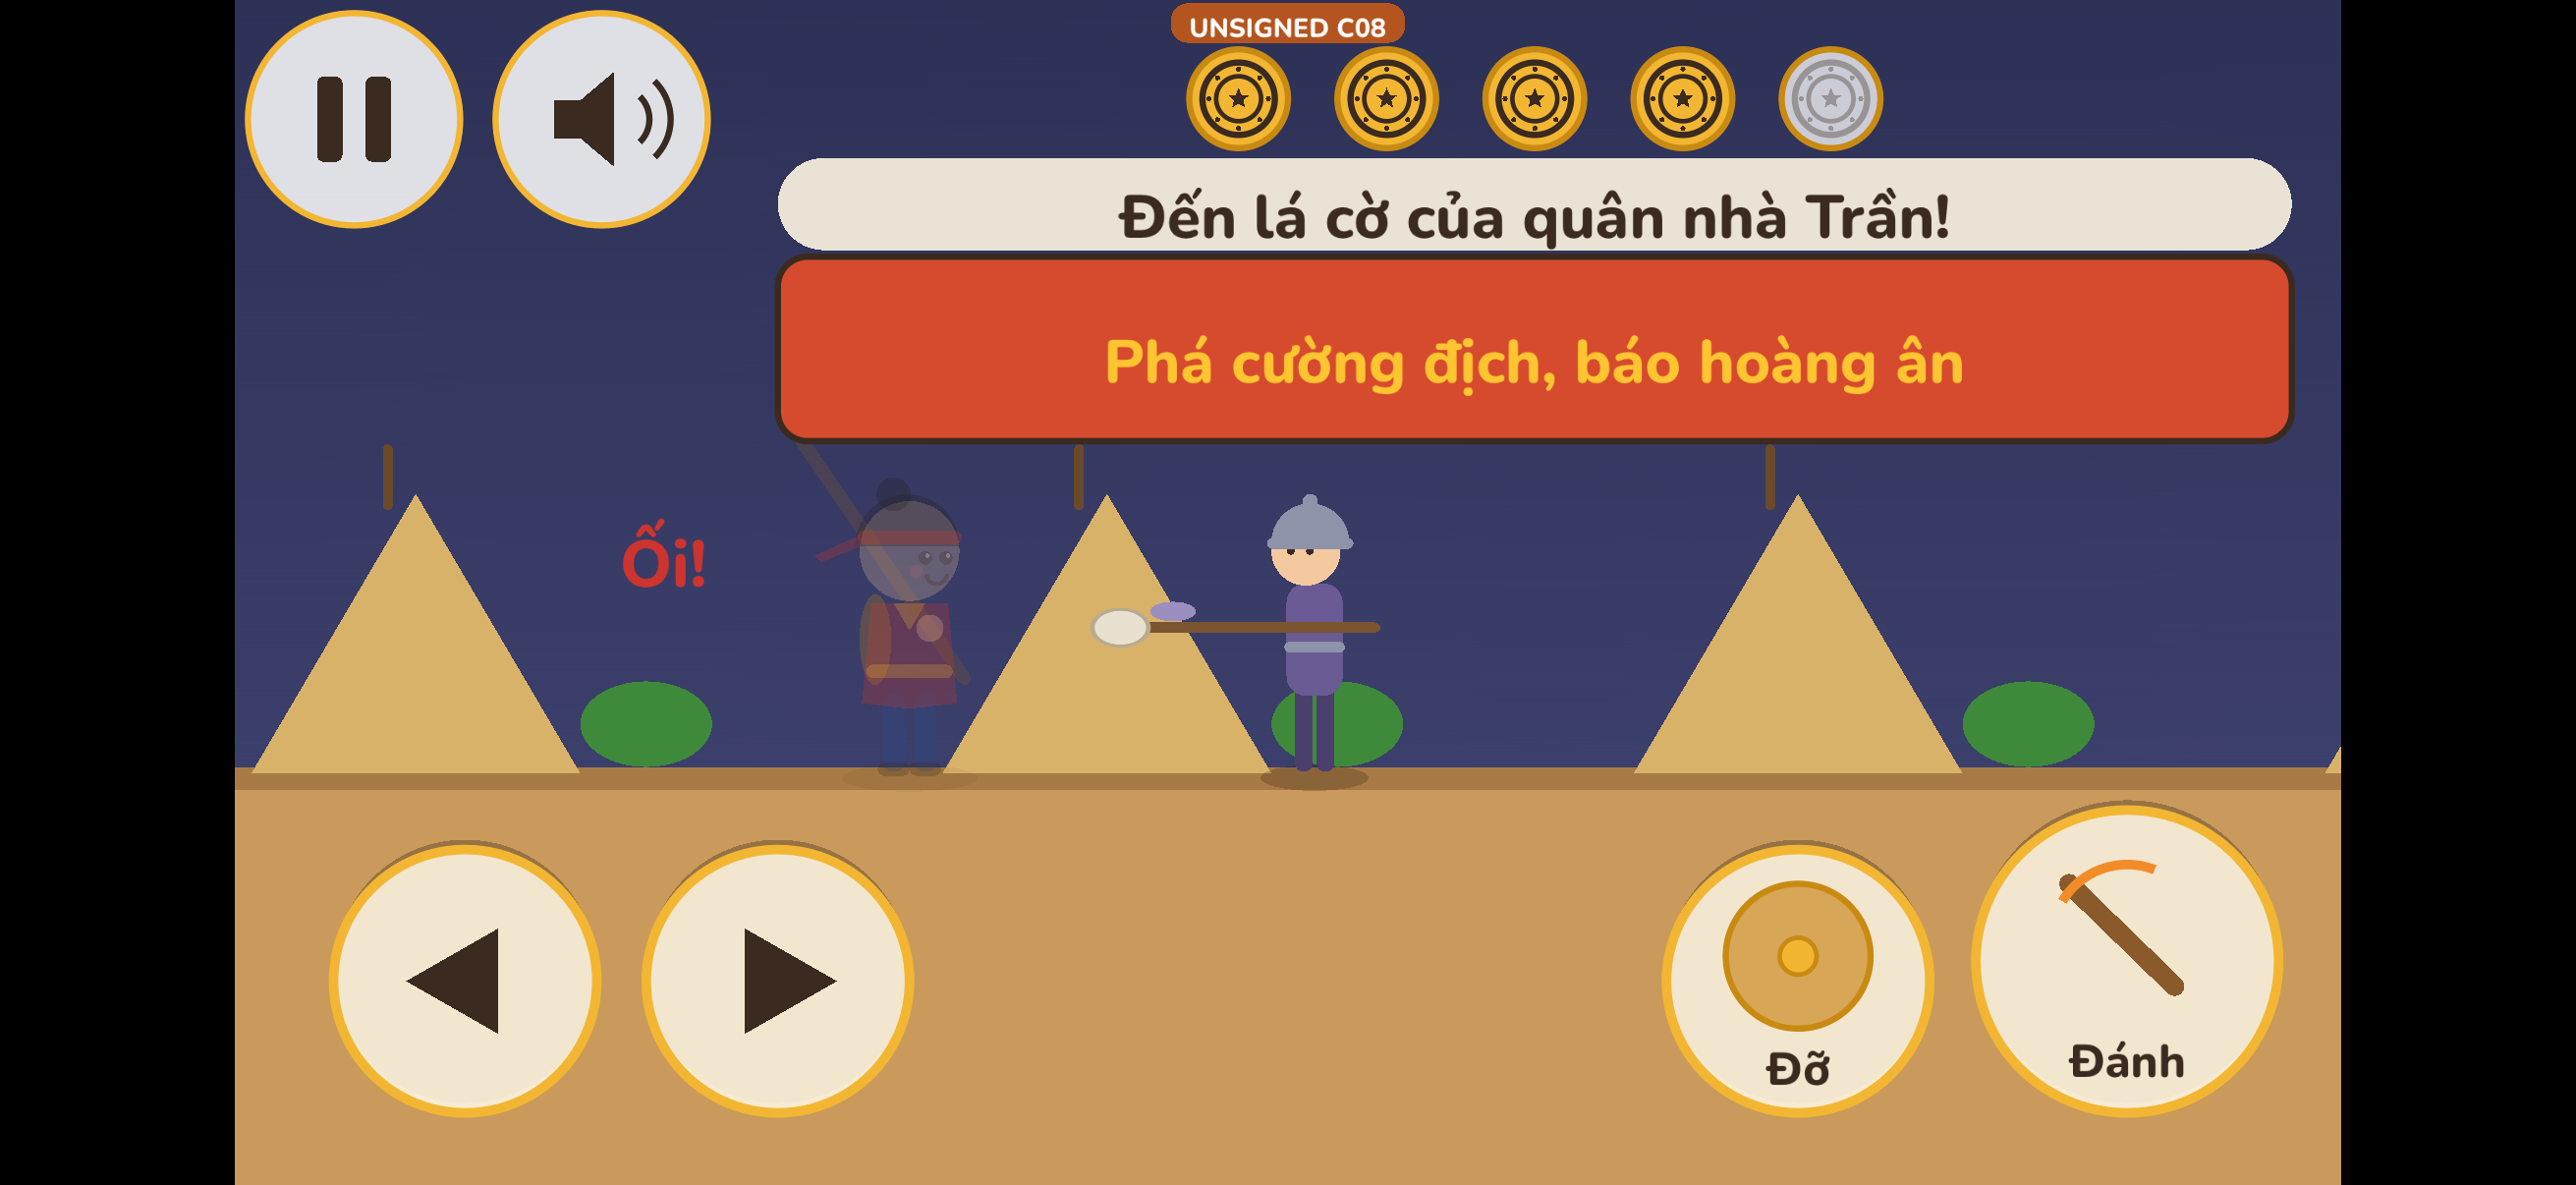 UNSIGNED C08
Đến lá cờ của quân nhà Trần!
Phá cường địch, báo hoàng ân
Ối!
Đỡ
Đánh